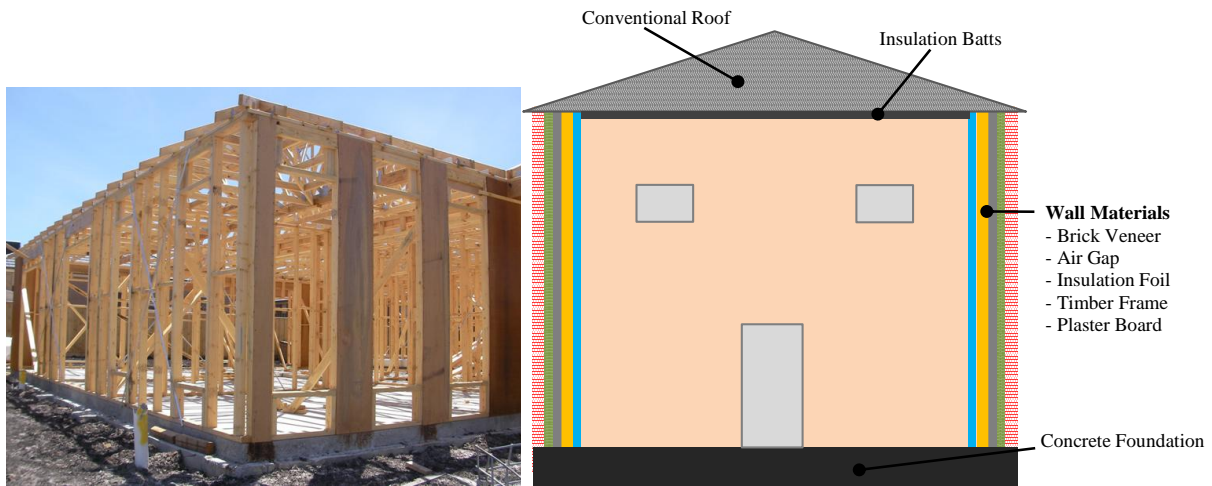 Conventional Roof
Insulation Batts
Wall Materials
- Brick Veneer
- Air Gap
- Insulation Foil
- Timber Frame
- Plaster Board
Concrete Foundation